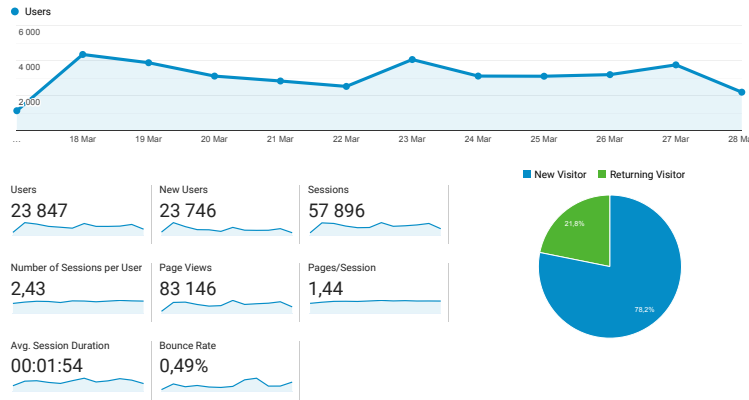 Users
6 000
4 000
2,000
...
18 Mar
19 Mar
20 Mar
21 Mar
22 Mar
23 Mar
24 Mar
25 Mar
26 Mar
27 Mar
28 Ma
New Visitor
Returning Visitor
Users
New Users
Sessions
23 847
23 746
57 896
Number of Sessions per User
Page Views
Pages/Session
2,43
83 146
1,44
Avg. Session Duration
Bounce Rate
00:01:54
0,49%
21,8%
78,2%